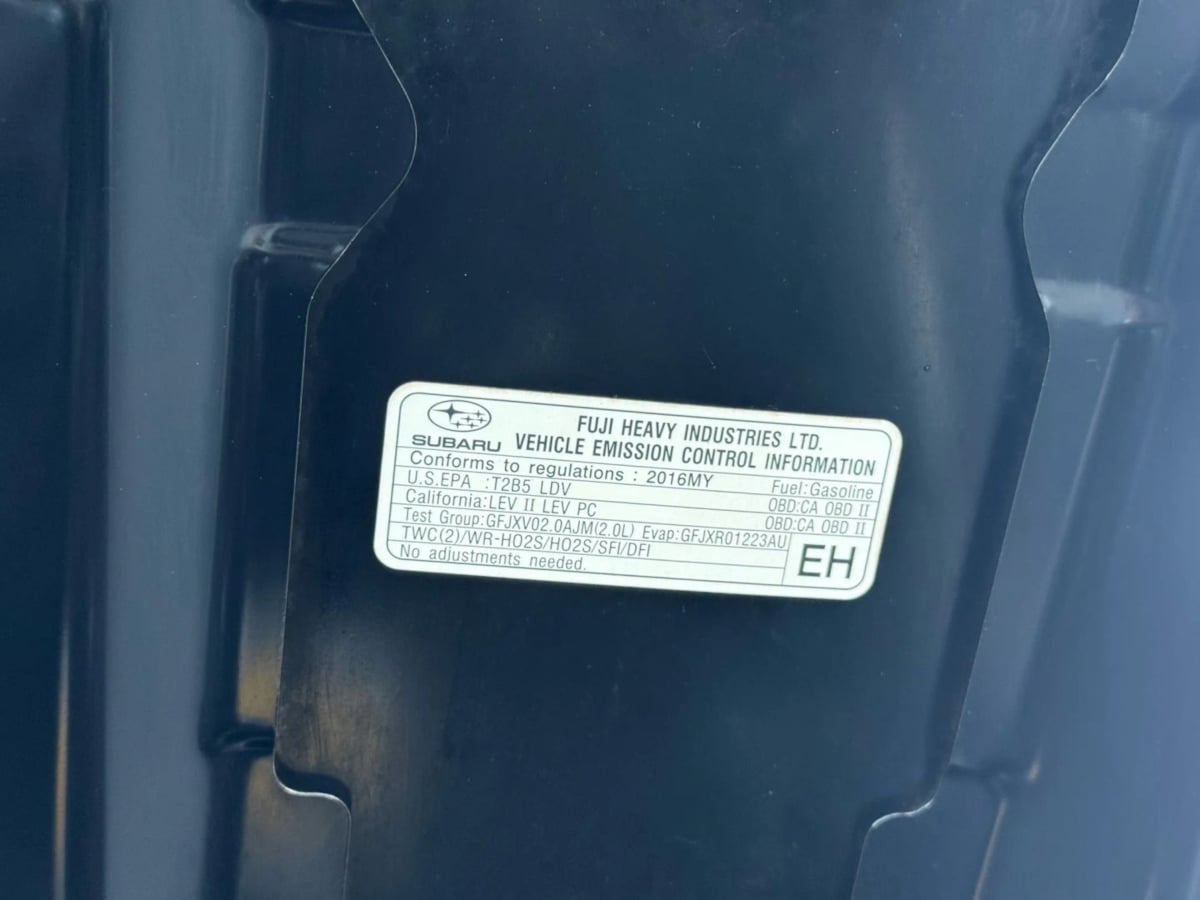 SUBARU
FUJI HEAVY INDUSTRIES LTD.
VEHICLE EMISSION CONTROL INFORMATION
Conforms to regulations : 2016MY Fuel:Gasoline
U.S.EPA :T2B5 LDV OBD:CA OBD II
California:LEV II LEV PC OBD:CA OBD II
Test Group:GFJXV02.0AJM(2.0L) Evap:GFJXR01223AU
TWC(2)/WR-HO2S/HO2S/SFI/DFI
No adjustments needed.
EH